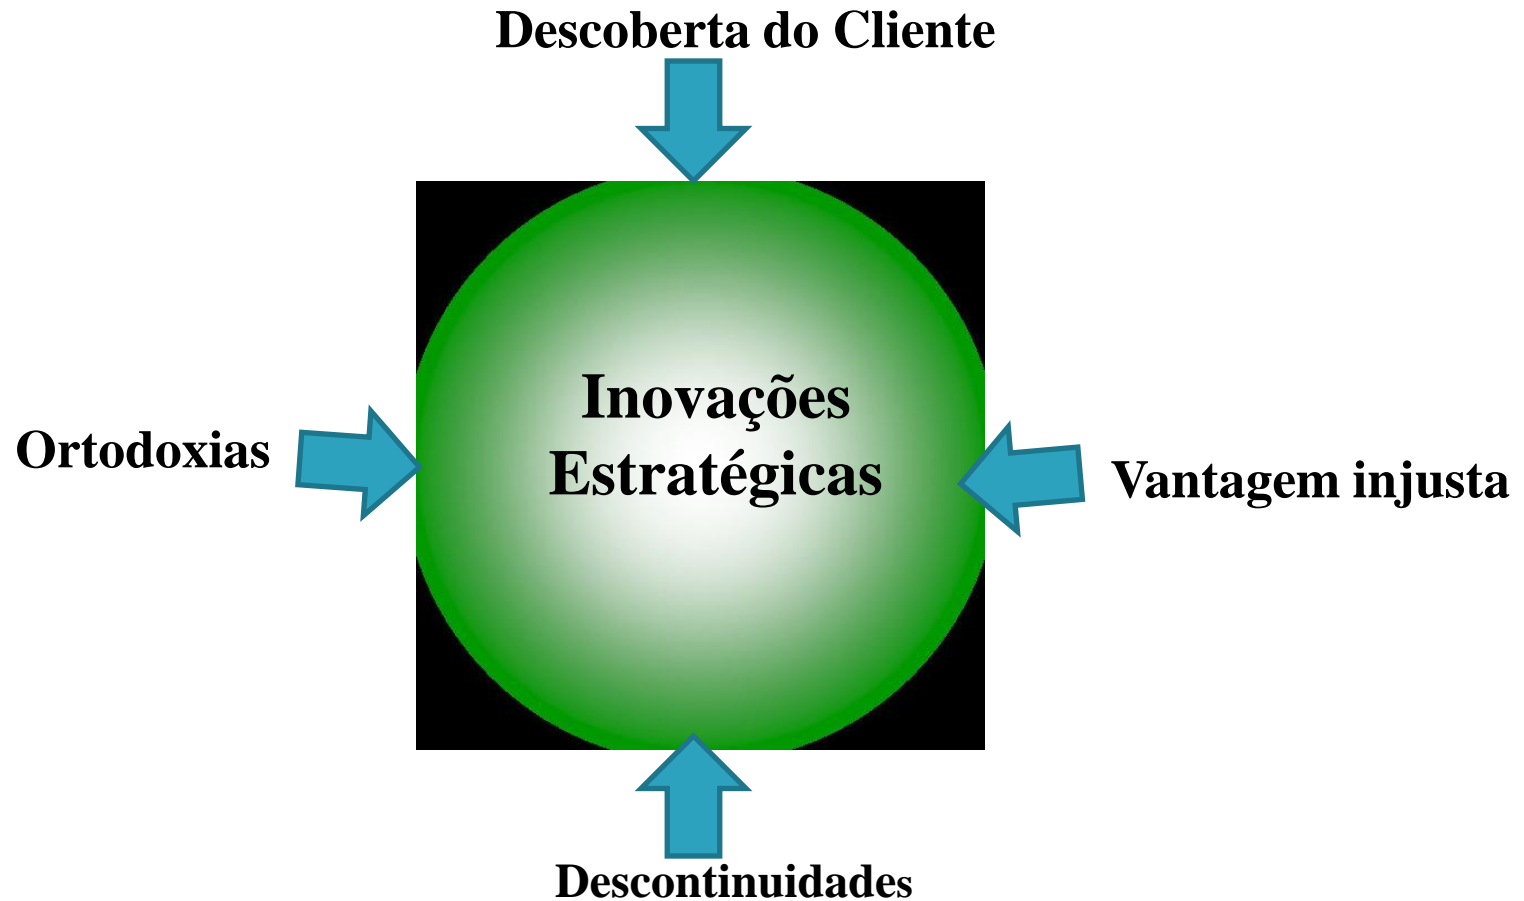 Descoberta do Cliente
Inovações
Estratégicas
Ortodoxias
Vantagem injusta
Descontinuidades